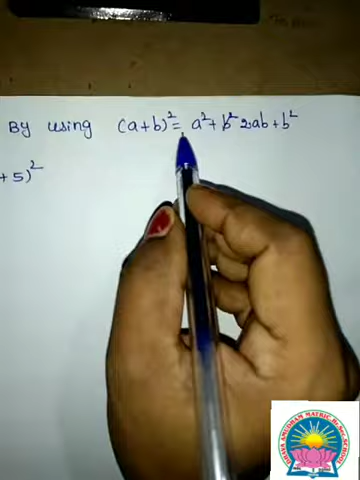 By using (a+b)² = a² + 2ab + b²
+ 5)²